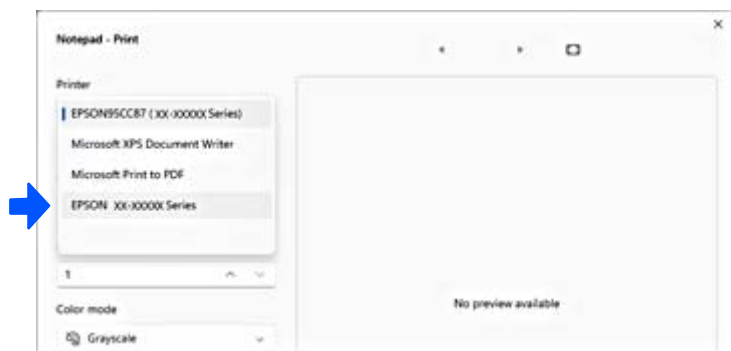 Notepad - Print
Printer
EPSON95CC87 ( XX-XXXXX Series)
Microsoft XPS Document Writer
Microsoft Print to PDF
EPSON XX-XXXXX Series
1
No preview available
Color mode
Grayscale